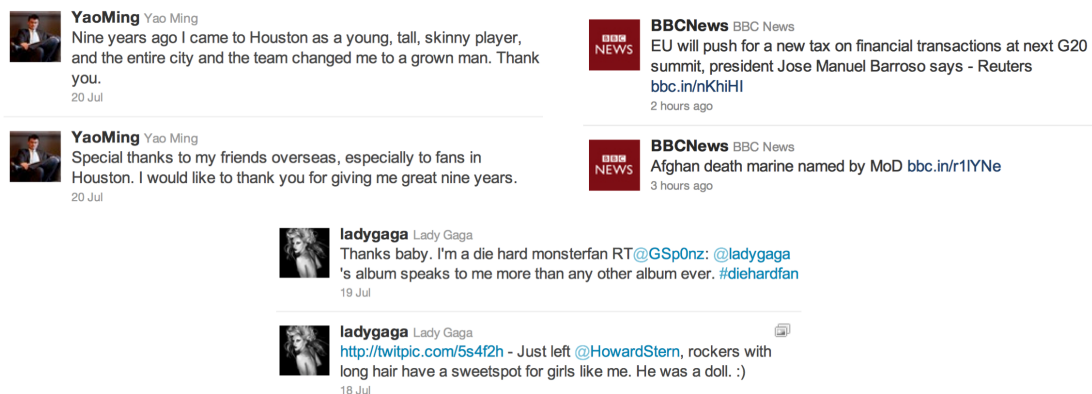 YaoMing Yao Ming
Nine years ago I came to Houston as a young, tall, skinny player,
and the entire city and the team changed me to a grown man. Thank
you.
20 Jul
YaoMing Yao Ming
Special thanks to my friends overseas, especially to fans in
Houston. I would like to thank you for giving me great nine years.
20 Jul
BBC
NEWS
BBCNews BBC News
EU will push for a new tax on financial transactions at next G20
summit, president Jose Manuel Barroso says - Reuters
bbc.in/nKhiHI
2 hours ago
BBC
NEWS
BBCNews BBC News
Afghan death marine named by MoD bbc.in/r1lYNe
3 hours ago
ladygaga Lady Gaga
Thanks baby. I'm a die hard monsterfan RT@GSp0nz: @ladygaga
's album speaks to me more than any other album ever. #diehardfan
19 Jul
ladygaga Lady Gaga
http://twitpic.com/5s4f2h - Just left @HowardStern, rockers with
long hair have a sweetspot for girls like me. He was a doll. :)
18 Jul